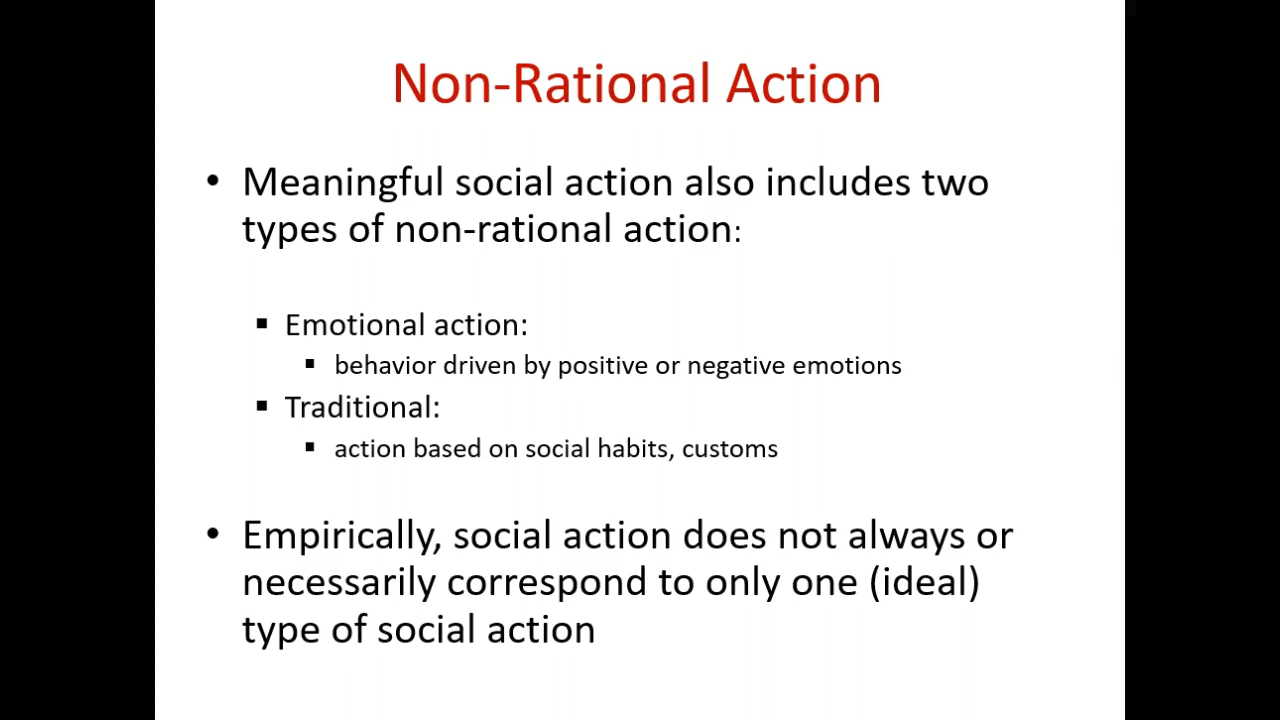 Non-Rational Action
• Meaningful social action also includes two
types of non-rational action:
▪ Emotional action:
▪ behavior driven by positive or negative emotions
▪ Traditional:
▪ action based on social habits, customs
• Empirically, social action does not always or
necessarily correspond to only one (ideal)
type of social action